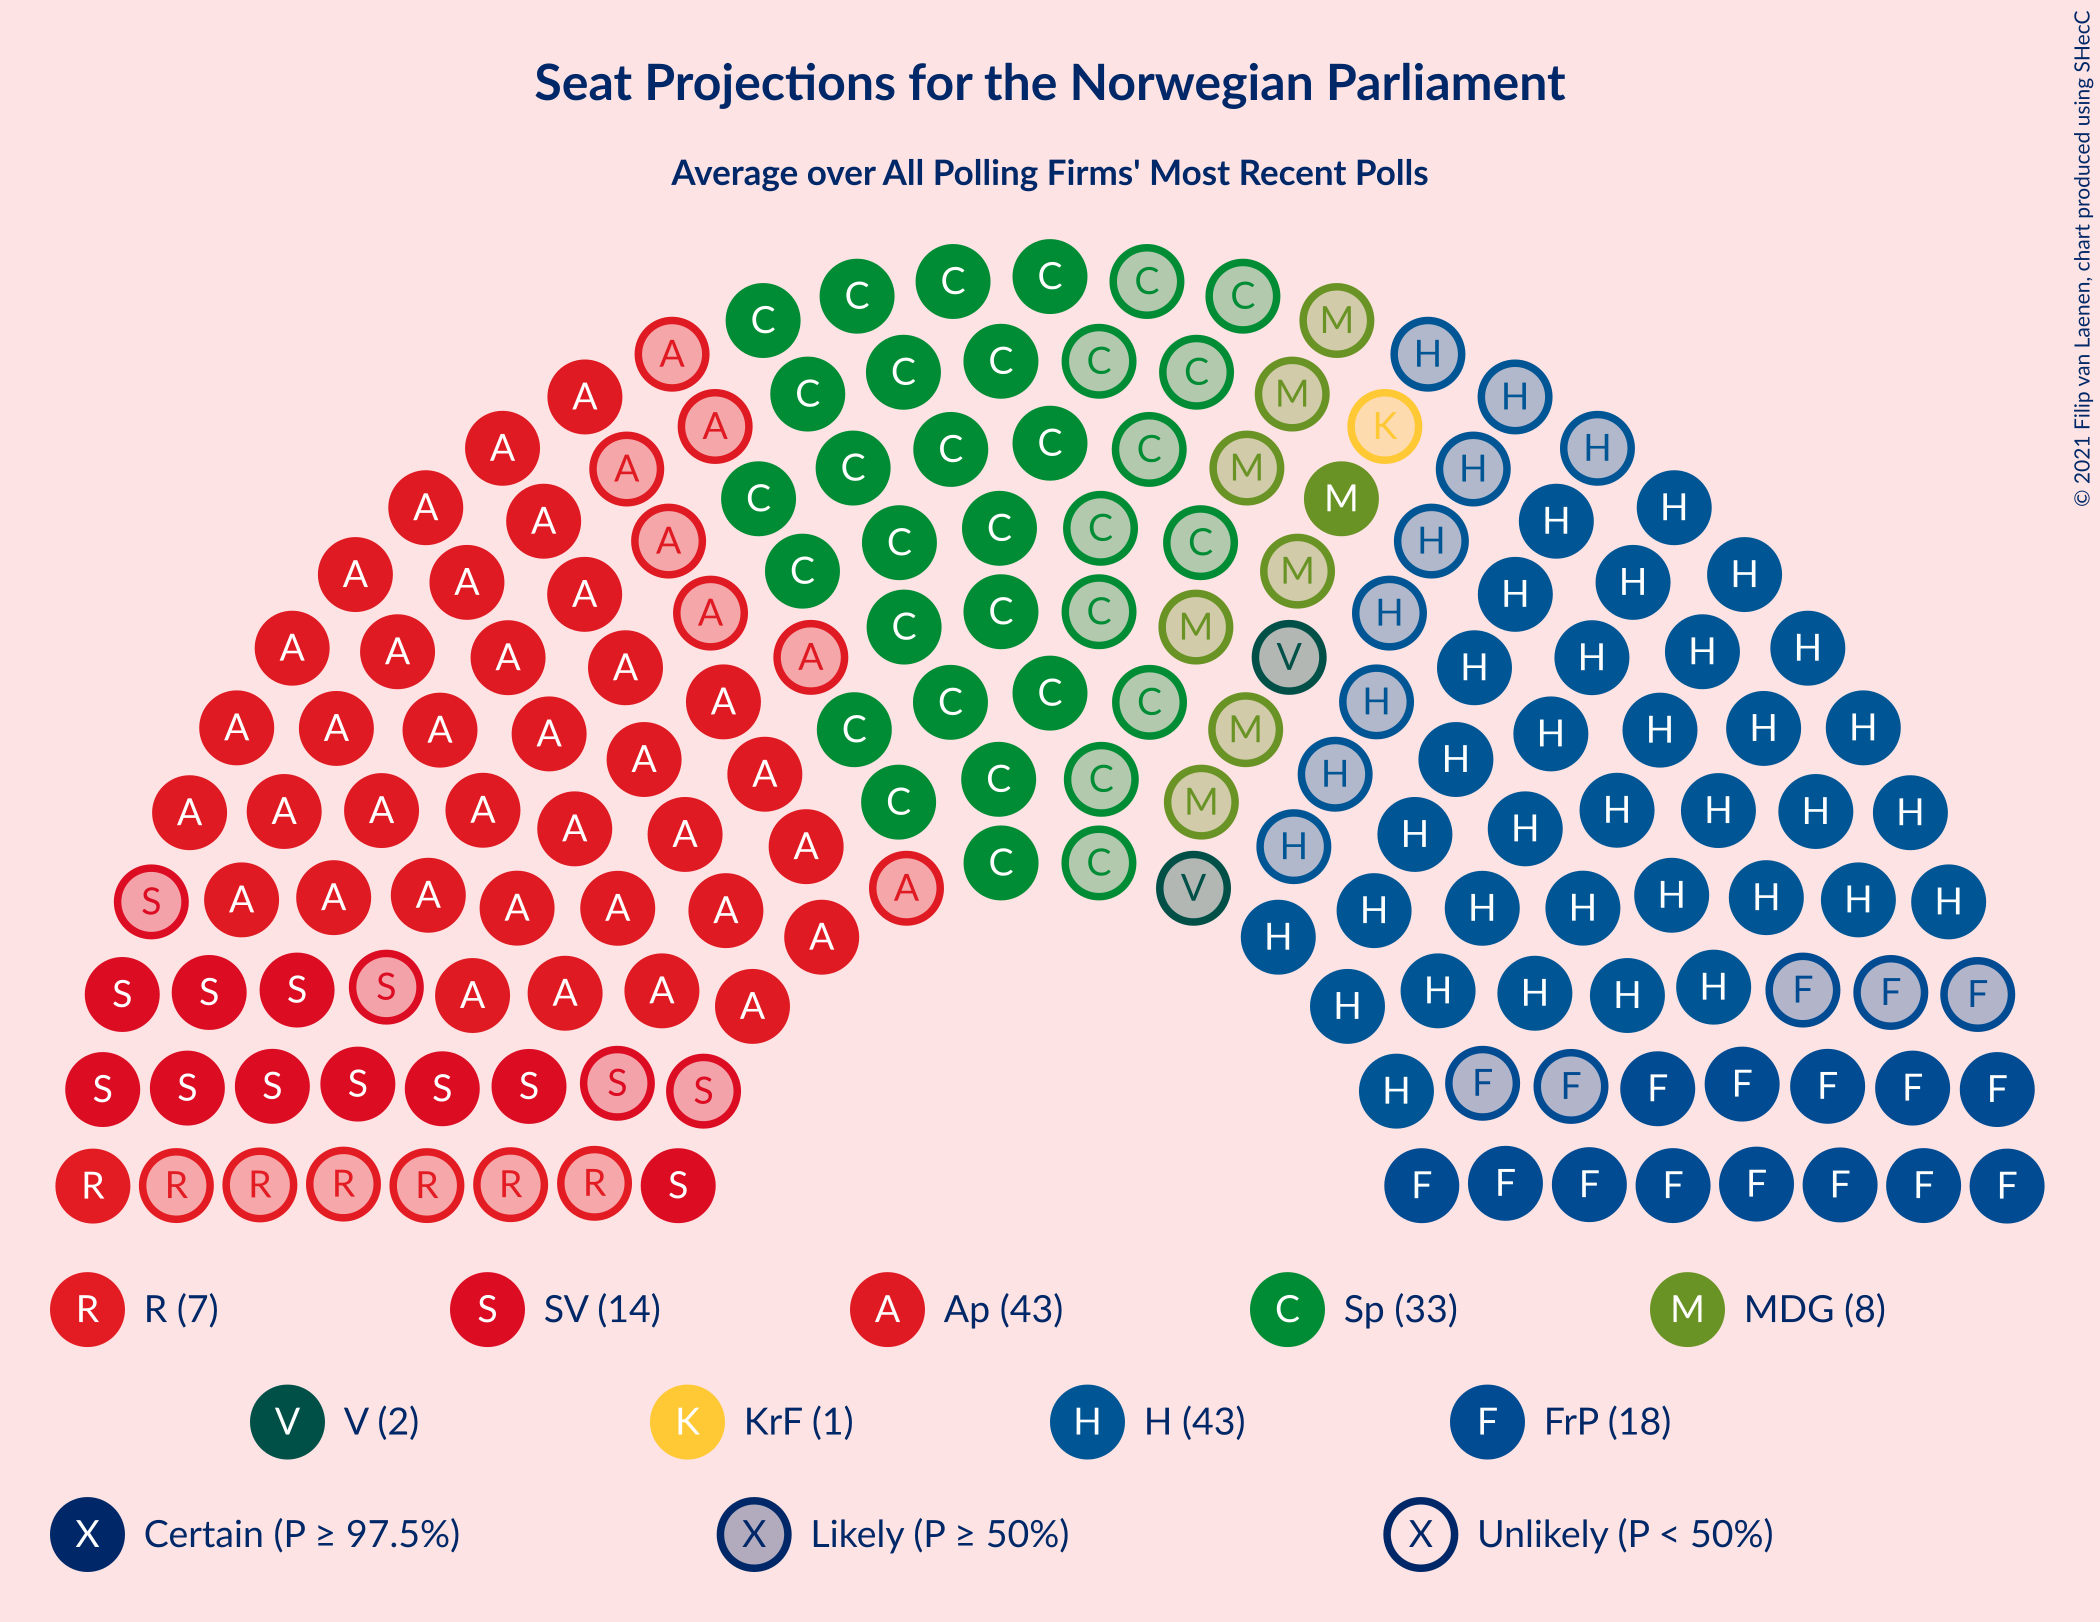 © 2021 Filip van Laenen, chart produced using SHecC
Seat Projections for the Norwegian Parliament
Average over All Polling Firms' Most Recent Polls
C C C C C
C M
A C C C C H
A C M H
A K
A C C C H
A C M H
A C M H
A A C C C C H H
A A C M H H
A A C C C M H H
A A A A A V H H H H
A C C C H
A A A A C M H H H H
A A C C H H
A A A A A A A C M H H H H H H H
S A A A A A A A C C V H H H H H H H
A H
S S S S A A A A H H H H H F F F
S S S S S S S S H F F F F F F F
R R R R R R R S F F F F F F F F
R R (7) S SV (14) A Ap (43) C Sp (33) M MDG (8)
V V (2) K KrF (1) H H (43) F FrP (18)
X Certain (P ≥ 97.5%) X Likely (P ≥ 50%) X Unlikely (P < 50%)